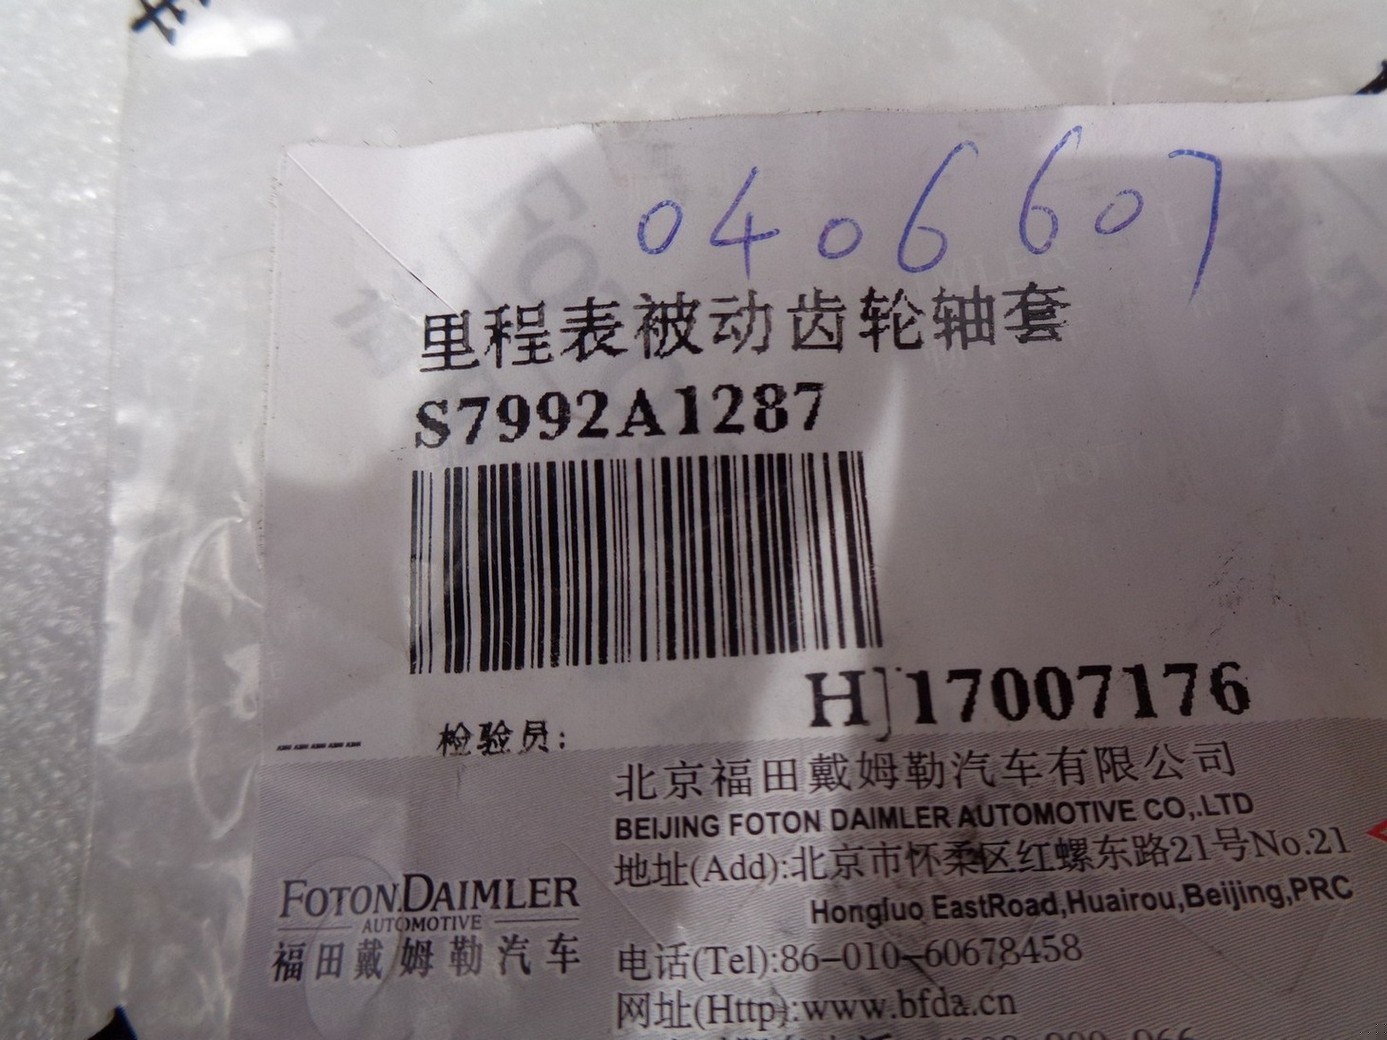 0406607
里程表被动齿轮轴套
S7992A1287
HJ17007176
检验员:
北京福田戴姆勒汽车有限公司
BEIJING FOTON DAIMLER AUTOMOTIVE CO,.LTD
地址(Add):北京市怀柔区红螺东路21号No.21
Hongluo EastRoad,Huairou,Beijing,PRC
电话(Tel):86-010-60678458
网址(Http):www.bfda.cn
FOTON DAIMLER
AUTOMOTIVE
福田戴姆勒汽车